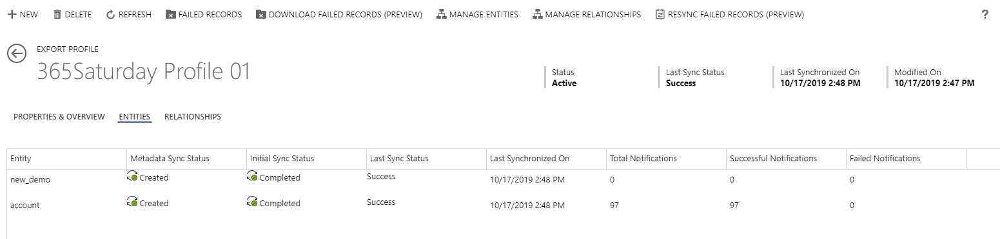 NEW DELETE REFRESH FAILED RECORDS DOWNLOAD FAILED RECORDS (PREVIEW) MANAGE ENTITIES MANAGE RELATIONSHIPS RESYNC FAILED RECORDS (PREVIEW) ?
EXPORT PROFILE
365Saturday Profile 01
Status Last Sync Status Last Synchronized On Modified On
Active Success 10/17/2019 2:48 PM 10/17/2019 2:47 PM
PROPERTIES & OVERVIEW ENTITIES RELATIONSHIPS
Entity Metadata Sync Status Initial Sync Status Last Sync Status Last Synchronized On Total Notifications Successful Notifications Failed Notifications
new_demo Created Completed Success 10/17/2019 2:48 PM 0 0 0
account Created Completed Success 10/17/2019 2:48 PM 97 97 0